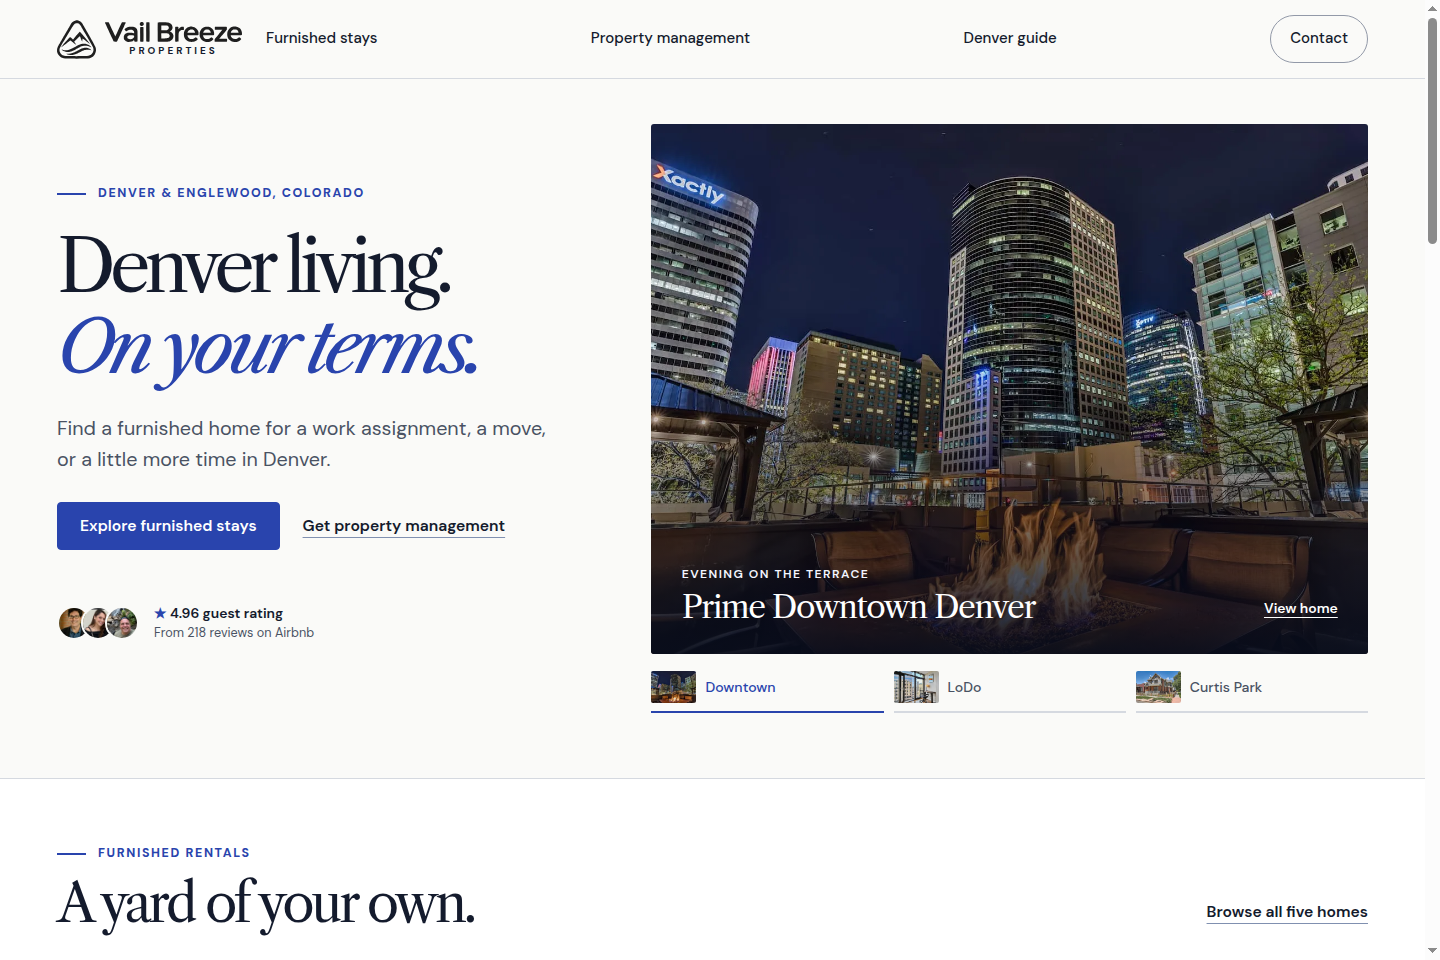 Vail Breeze
PROPERTIES
Furnished stays
Property management
Denver guide
Contact
DENVER & ENGLEWOOD, COLORADO
Denver living.
On your terms.
Find a furnished home for a work assignment, a move,
or a little more time in Denver.
Explore furnished stays
Get property management
★ 4.96 guest rating
From 218 reviews on Airbnb
Xactly
EVENING ON THE TERRACE
Prime Downtown Denver
View home
Downtown
LoDo
Curtis Park
FURNISHED RENTALS
A yard of your own.
Browse all five homes